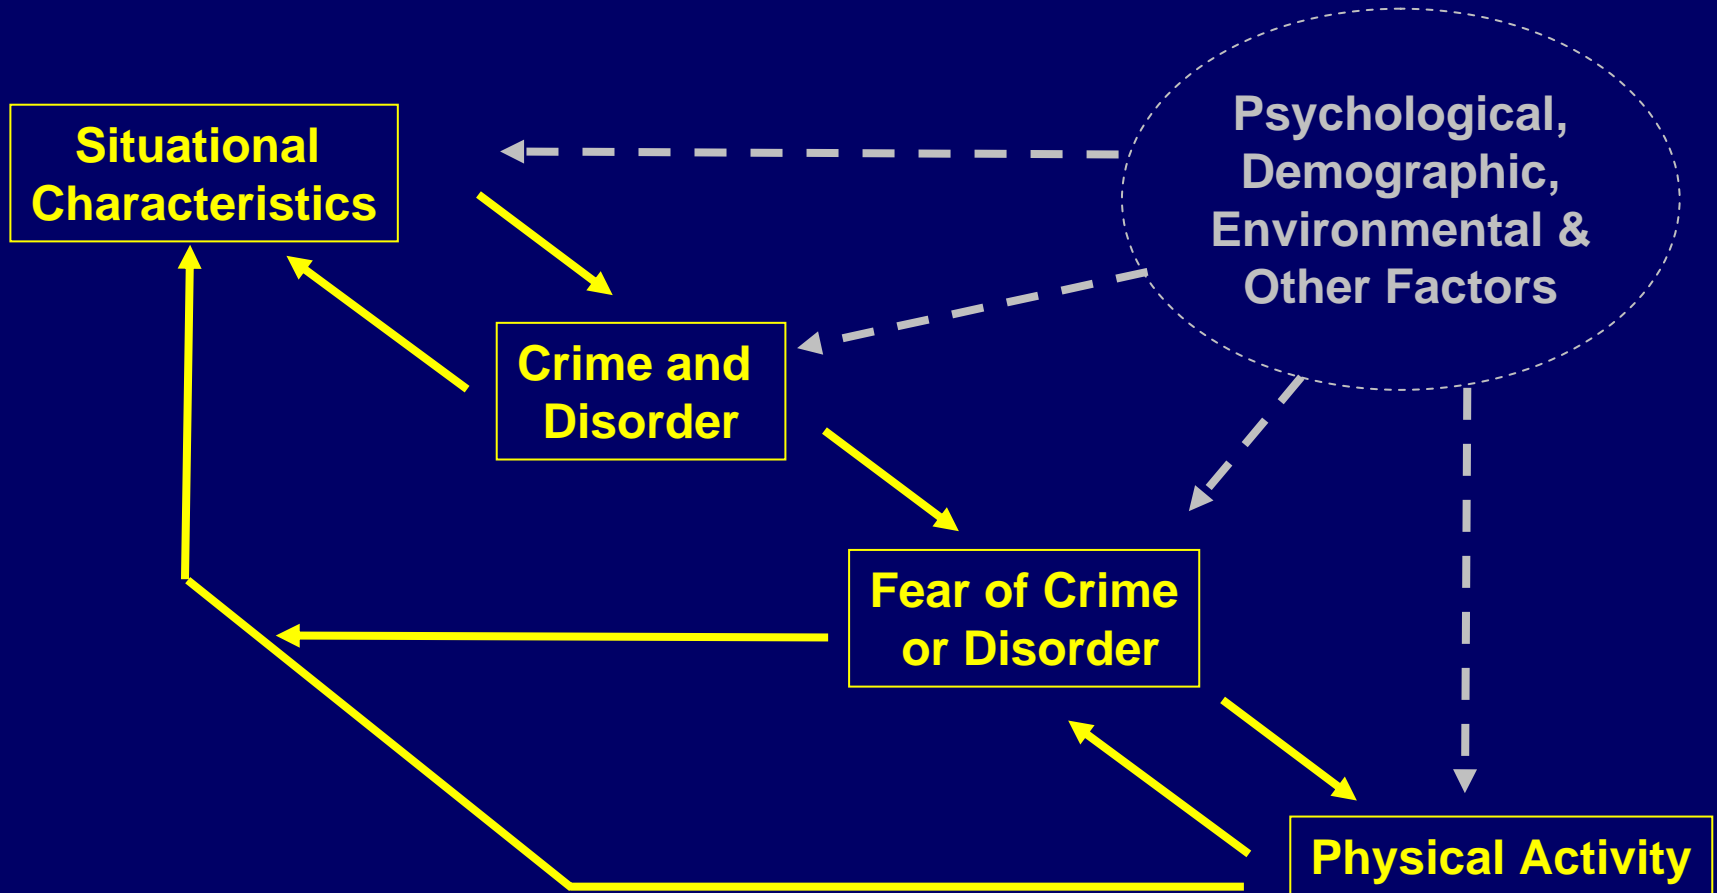 Situational
Characteristics
Psychological,
Demographic,
Environmental &
Other Factors
Crime and
Disorder
Fear of Crime
or Disorder
Physical Activity